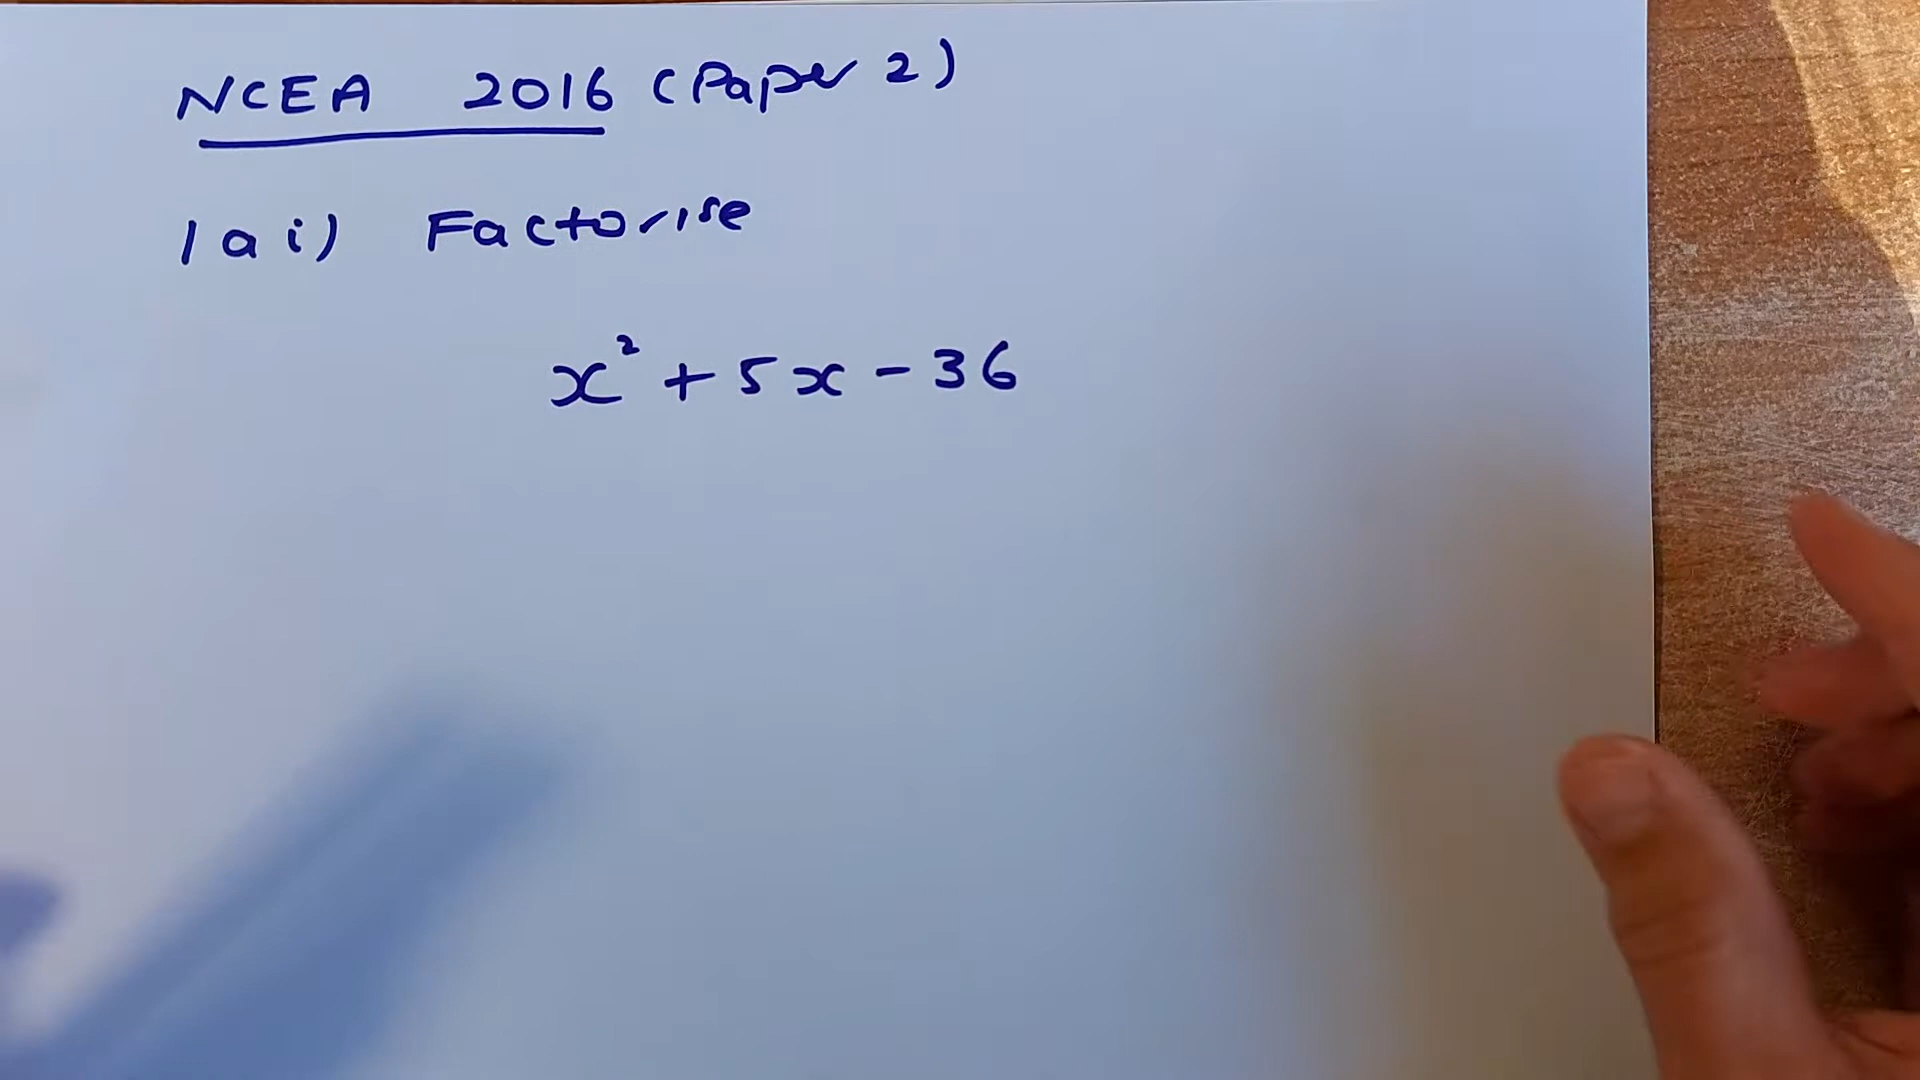 NCEA 2016 (Paper 2)
1 a i) Factorise
x² + 5x - 36